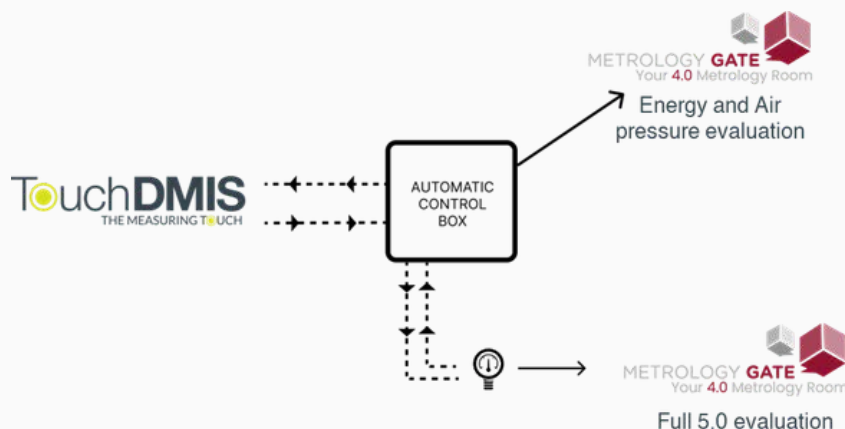 METROLOGY GATE
Your 4.0 Metrology Room
Energy and Air
pressure evaluation
TouchDMIS
THE MEASURING TOUCH
AUTOMATIC
CONTROL
BOX
METROLOGY GATE
Your 4.0 Metrology Room
Full 5.0 evaluation